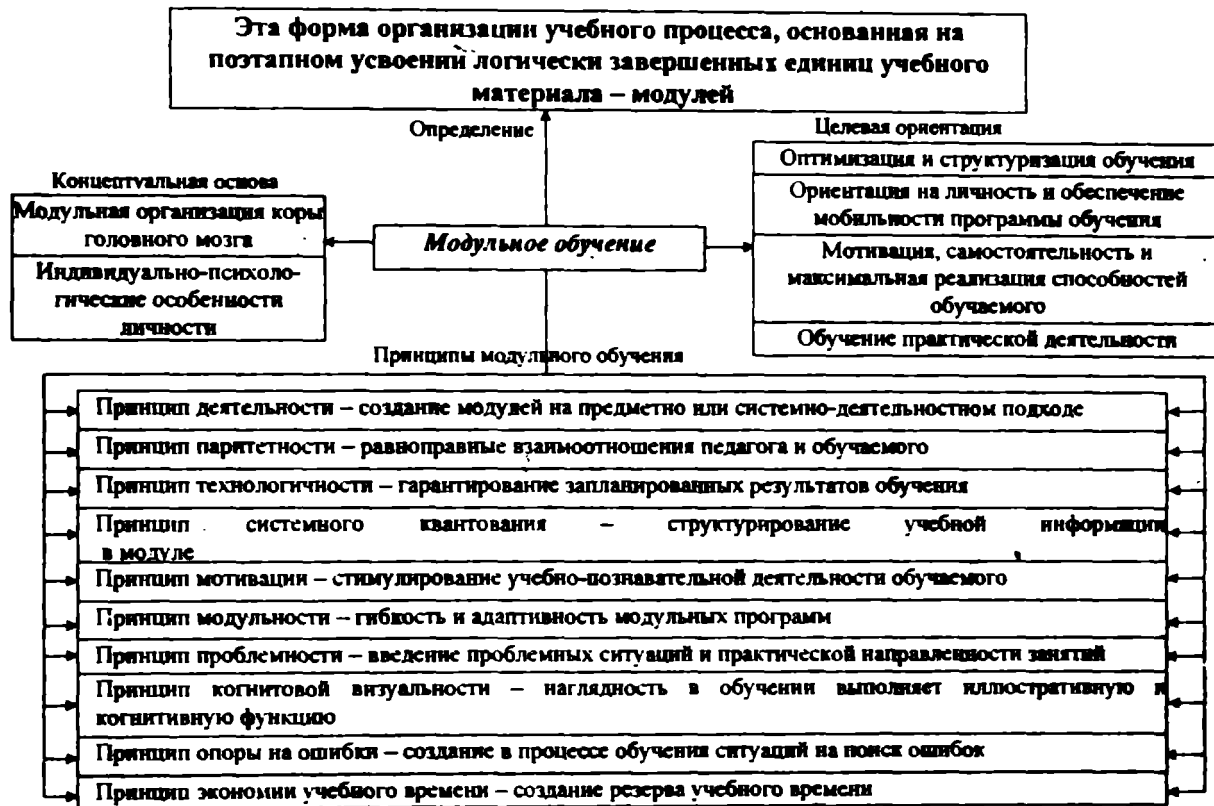 Эта форма организации учебного процесса, основанная на
поэтапном усвоении логически завершенных единиц учебного
материала – модулей
Определение
Целевая ориентация
Оптимизация и структуризация обучения
Ориентация на личность и обеспечение
мобильности программы обучения
Мотивация, самостоятельность и
максимальная реализация способностей
обучаемого
Обучение практической деятельности
Концептуальная основа
Модульная организация коры
головного мозга
Индивидуально-психоло-
гические особенности
личности
Модульное обучение
Принципы модульного обучения
Принцип деятельности – создание модулей на предметно или системно-деятельностном подходе
Принцип паритетности – равноправные взаимоотношения педагога и обучаемого
Принцип технологичности – гарантирование запланированных результатов обучения
Принцип системного квантования – структурирование учебной информации
в модуле
Принцип мотивации – стимулирование учебно-познавательной деятельности обучаемого
Принцип модульности – гибкость и адаптивность модульных программ
Принцип проблемности – введение проблемных ситуаций и практической направленности занятий
Принцип когнитовой визуальности – наглядность в обучении выполняет иллюстративную и
когнитивную функцию
Принцип опоры на ошибки – создание в процессе обучения ситуаций на поиск ошибок
Принцип экономии учебного времени – создание резерва учебного времени